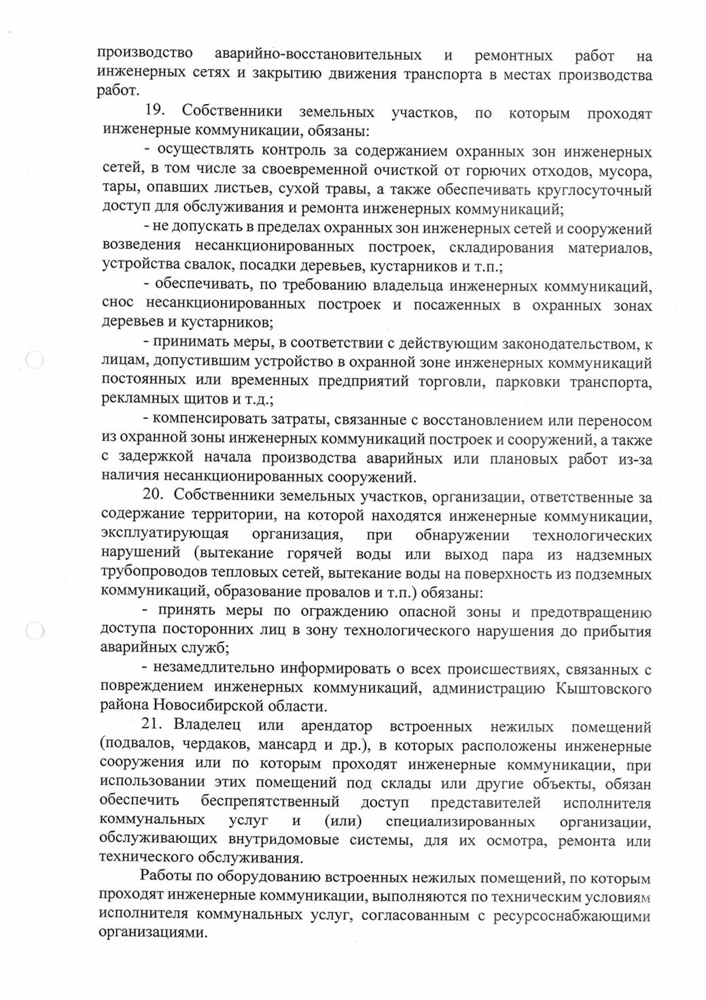 производство аварийно-восстановительных и ремонтных работ на
инженерных сетях и закрытию движения транспорта в местах производства
работ.
19. Собственники земельных участков, по которым проходят
инженерные коммуникации, обязаны:
- осуществлять контроль за содержанием охранных зон инженерных
сетей, в том числе за своевременной очисткой от горючих отходов, мусора,
тары, опавших листьев, сухой травы, а также обеспечивать круглосуточный
доступ для обслуживания и ремонта инженерных коммуникаций;
- не допускать в пределах охранных зон инженерных сетей и сооружений
возведения несанкционированных построек, складирования материалов,
устройства свалок, посадки деревьев, кустарников и т.п.;
- обеспечивать, по требованию владельца инженерных коммуникаций,
снос несанкционированных построек и посаженных в охранных зонах
деревьев и кустарников;
- принимать меры, в соответствии с действующим законодательством, к
лицам, допустившим устройство в охранной зоне инженерных коммуникаций
постоянных или временных предприятий торговли, парковки транспорта,
рекламных щитов и т.д.;
- компенсировать затраты, связанные с восстановлением или переносом
из охранной зоны инженерных коммуникаций построек и сооружений, а также
с задержкой начала производства аварийных или плановых работ из-за
наличия несанкционированных сооружений.
20. Собственники земельных участков, организации, ответственные за
содержание территории, на которой находятся инженерные коммуникации,
эксплуатирующая организация, при обнаружении технологических
нарушений (вытекание горячей воды или выход пара из надземных
трубопроводов тепловых сетей, вытекание воды на поверхность из подземных
коммуникаций, образование провалов и т.п.) обязаны:
- принять меры по ограждению опасной зоны и предотвращению
доступа посторонних лиц в зону технологического нарушения до прибытия
аварийных служб;
- незамедлительно информировать о всех происшествиях, связанных с
повреждением инженерных коммуникаций, администрацию Кыштовского
района Новосибирской области.
21. Владелец или арендатор встроенных нежилых помещений
(подвалов, чердаков, мансард и др.), в которых расположены инженерные
сооружения или по которым проходят инженерные коммуникации, при
использовании этих помещений под склады или другие объекты, обязан
обеспечить беспрепятственный доступ представителей исполнителя
коммунальных услуг и (или) специализированных организации,
обслуживающих внутридомовые системы, для их осмотра, ремонта или
технического обслуживания.
Работы по оборудованию встроенных нежилых помещений, по которым
проходят инженерные коммуникации, выполняются по техническим условиям
исполнителя коммунальных услуг, согласованным с ресурсоснабжающими
организациями.